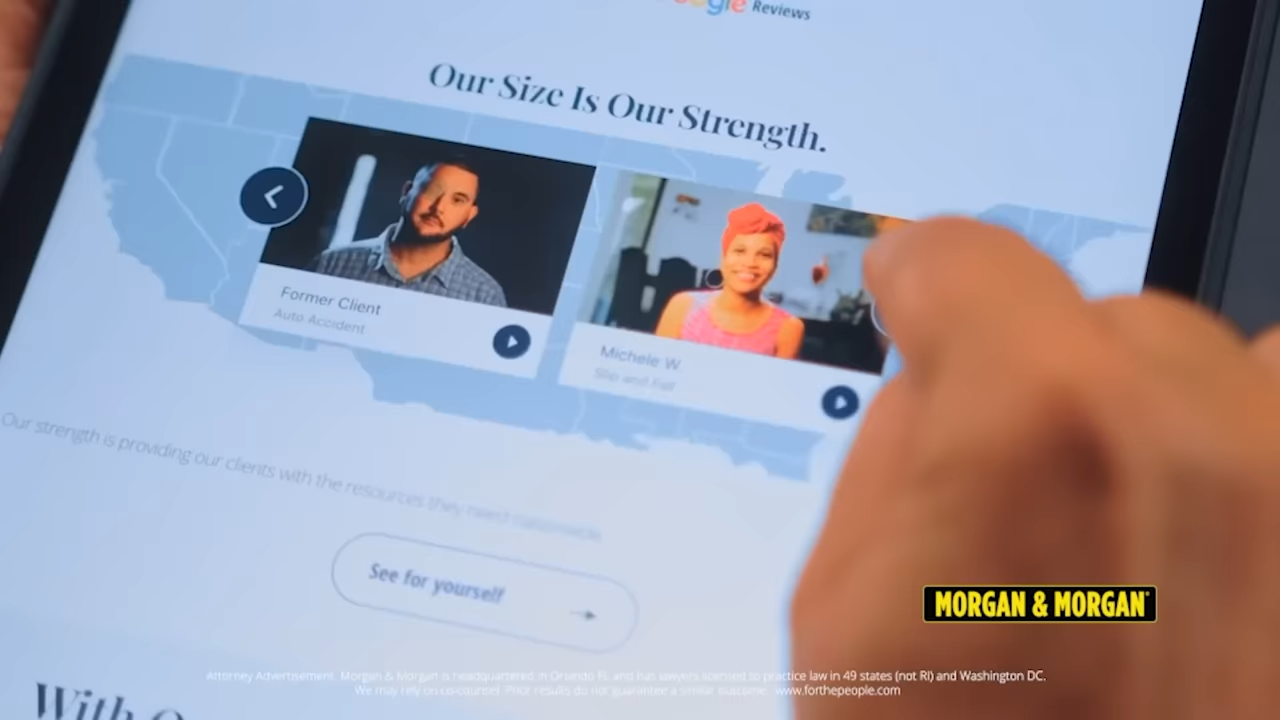 Google Reviews
Our Size Is Our Strength.
Former Client
Auto Accident
Michele W.
Slip and Fall
Our strength is providing our clients with the resources they need
See for yourself
MORGAN & MORGAN
Attorney Advertisement. Morgan & Morgan is headquartered in Orlando FL and has lawyers licensed to practice law in 49 states (not RI) and Washington DC.
We may rely on co-counsel. Prior results do not guarantee a similar outcome. www.forthepeople.com
With